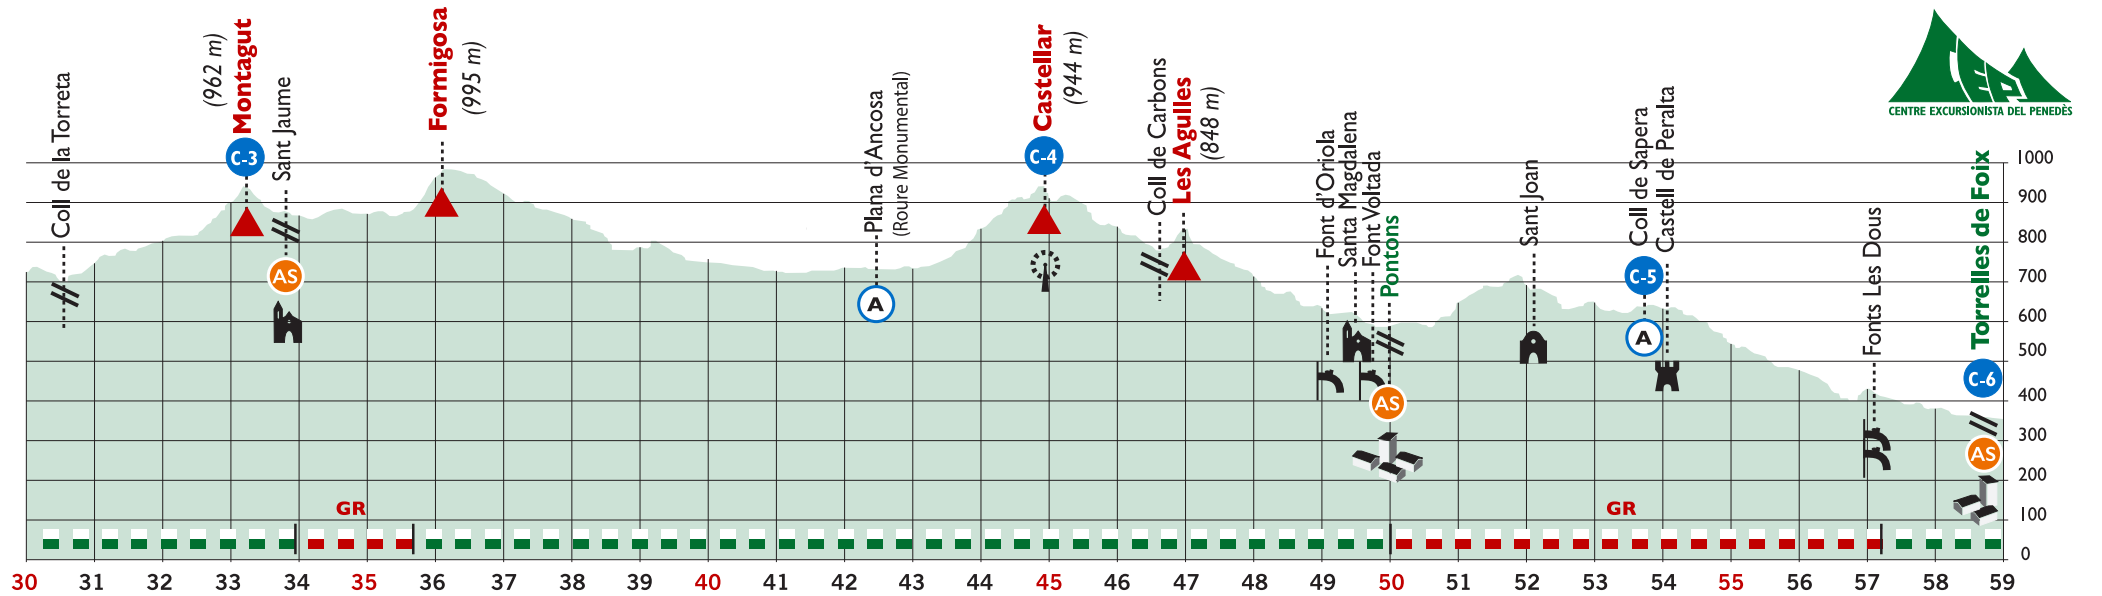 Coll de la Torreta
(962 m)
Montagut
C-3
Sant Jaume
AS
Formigosa
(995 m)
Plana d'Ancosa
(Roure Monumental)
A
Castellar
(944 m)
C-4
Coll de Carbons
Les Agulles
(848 m)
Font d'Oriola
Santa Magdalena
Font Voltada
Pontons
AS
Sant Joan
Coll de Sapera
C-5
A
Castell de Peralta
Fonts Les Dous
Torrelles de Foix
C-6
AS
CEP
CENTRE EXCURSIONISTA DEL PENEDÈS
1000
900
800
700
600
500
400
300
200
100
0
GR
GR
30 31 32 33 34 35 36 37 38 39 40 41 42 43 44 45 46 47 48 49 50 51 52 53 54 55 56 57 58 59